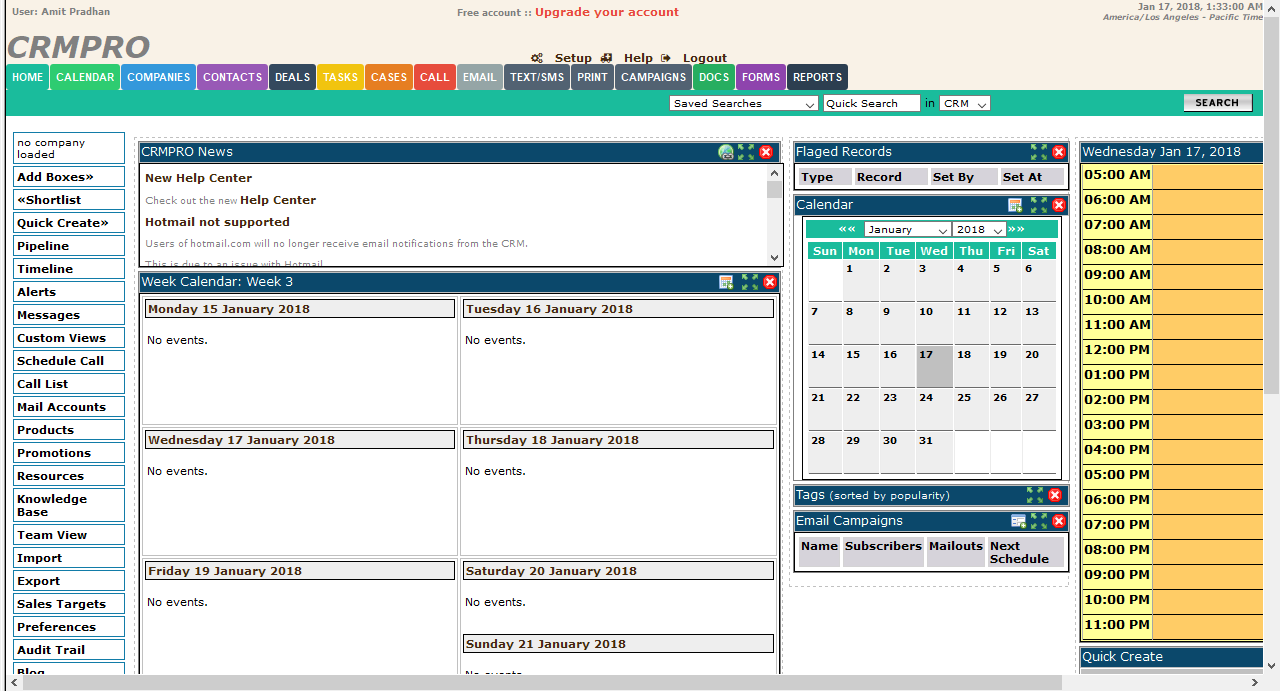 User: Amit Pradhan
Free account :: Upgrade your account
Jan 17, 2018, 1:33:00 AM
America/Los Angeles - Pacific Time
CRMPRO
Setup Help Logout
HOME CALENDAR COMPANIES CONTACTS DEALS TASKS CASES CALL EMAIL TEXT/SMS PRINT CAMPAIGNS DOCS FORMS REPORTS
Saved Searches Quick Search in CRM SEARCH
no company
loaded
Add Boxes»
«Shortlist
Quick Create»
Pipeline
Timeline
Alerts
Messages
Custom Views
Schedule Call
Call List
Mail Accounts
Products
Promotions
Resources
Knowledge
Base
Team View
Import
Export
Sales Targets
Preferences
Audit Trail
Blog
CRMPRO News
New Help Center
Check out the new Help Center
Hotmail not supported
Users of hotmail.com will no longer receive email notifications from the CRM.
This is due to an issue with Hotmail
Week Calendar: Week 3
Monday 15 January 2018
No events.
Tuesday 16 January 2018
No events.
Wednesday 17 January 2018
No events.
Thursday 18 January 2018
No events.
Friday 19 January 2018
No events.
Saturday 20 January 2018
No events.
Sunday 21 January 2018
No events.
Flaged Records
Type Record Set By Set At
Calendar
«« January 2018 »»
Sun Mon Tue Wed Thu Fri Sat
1 2 3 4 5 6
7 8 9 10 11 12 13
14 15 16 17 18 19 20
21 22 23 24 25 26 27
28 29 30 31
Tags (sorted by popularity)
Email Campaigns
Name Subscribers Mailouts Next
Schedule
Wednesday Jan 17, 2018
05:00 AM
06:00 AM
07:00 AM
08:00 AM
09:00 AM
10:00 AM
11:00 AM
12:00 PM
01:00 PM
02:00 PM
03:00 PM
04:00 PM
05:00 PM
06:00 PM
07:00 PM
08:00 PM
09:00 PM
10:00 PM
11:00 PM
Quick Create